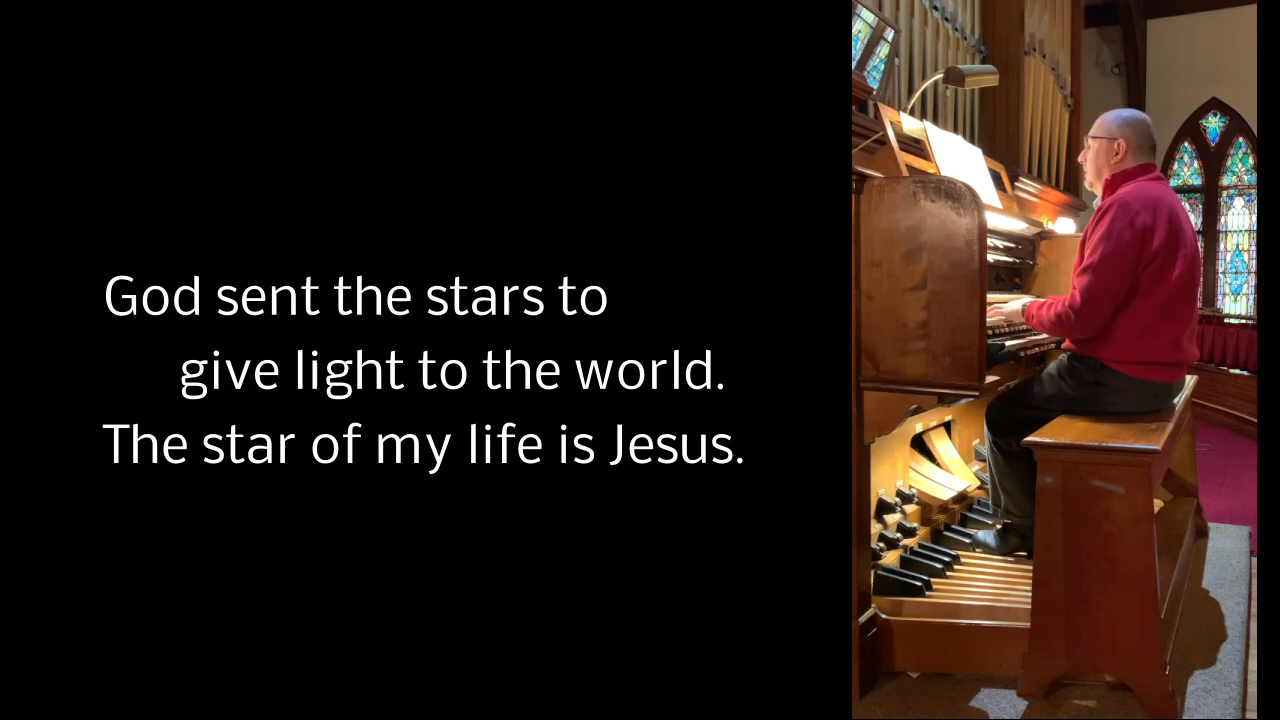 God sent the stars to
give light to the world.
The star of my life is Jesus.